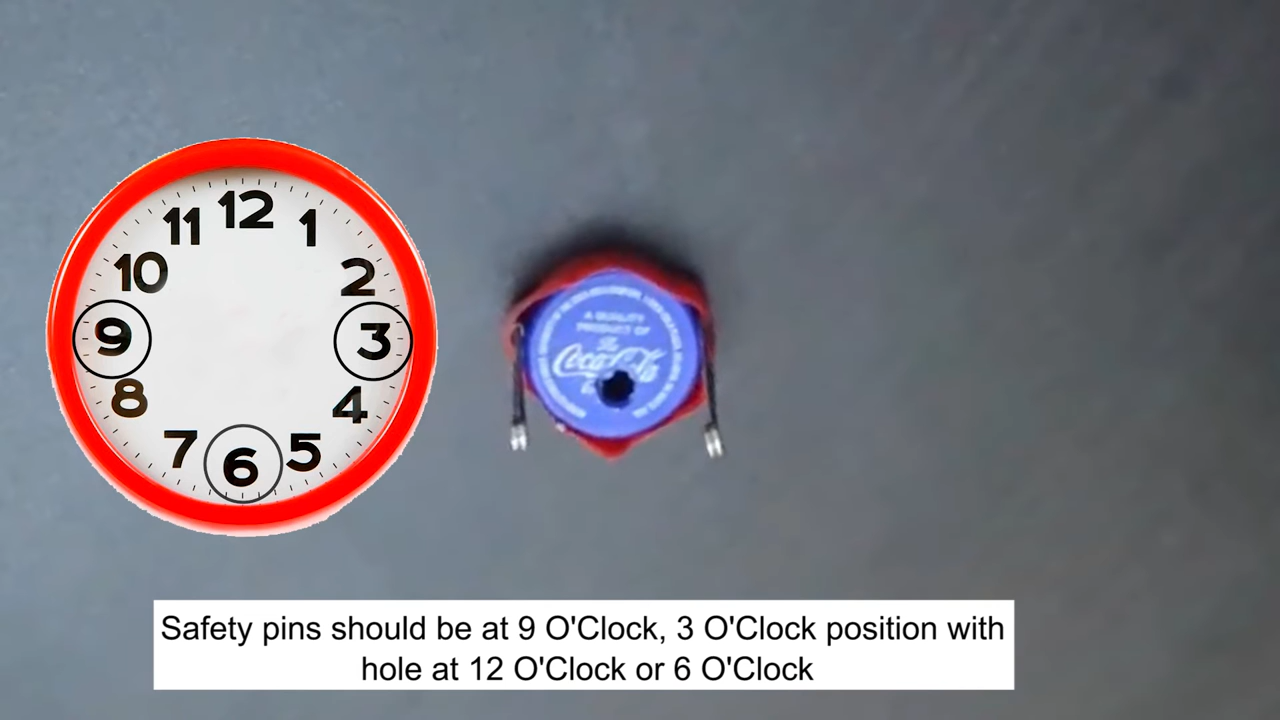 12
11
1
10
2
9
3
8
4
7
5
6
A QUALITY
PRODUCT OF
The
Coca-Cola
Safety pins should be at 9 O'Clock, 3 O'Clock position with
hole at 12 O'Clock or 6 O'Clock